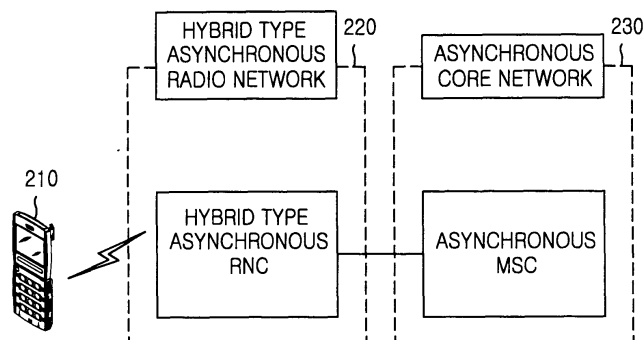 HYBRID TYPE
ASYNCHRONOUS
RADIO NETWORK
220
ASYNCHRONOUS
CORE NETWORK
230
210
HYBRID TYPE
ASYNCHRONOUS
RNC
ASYNCHRONOUS
MSC